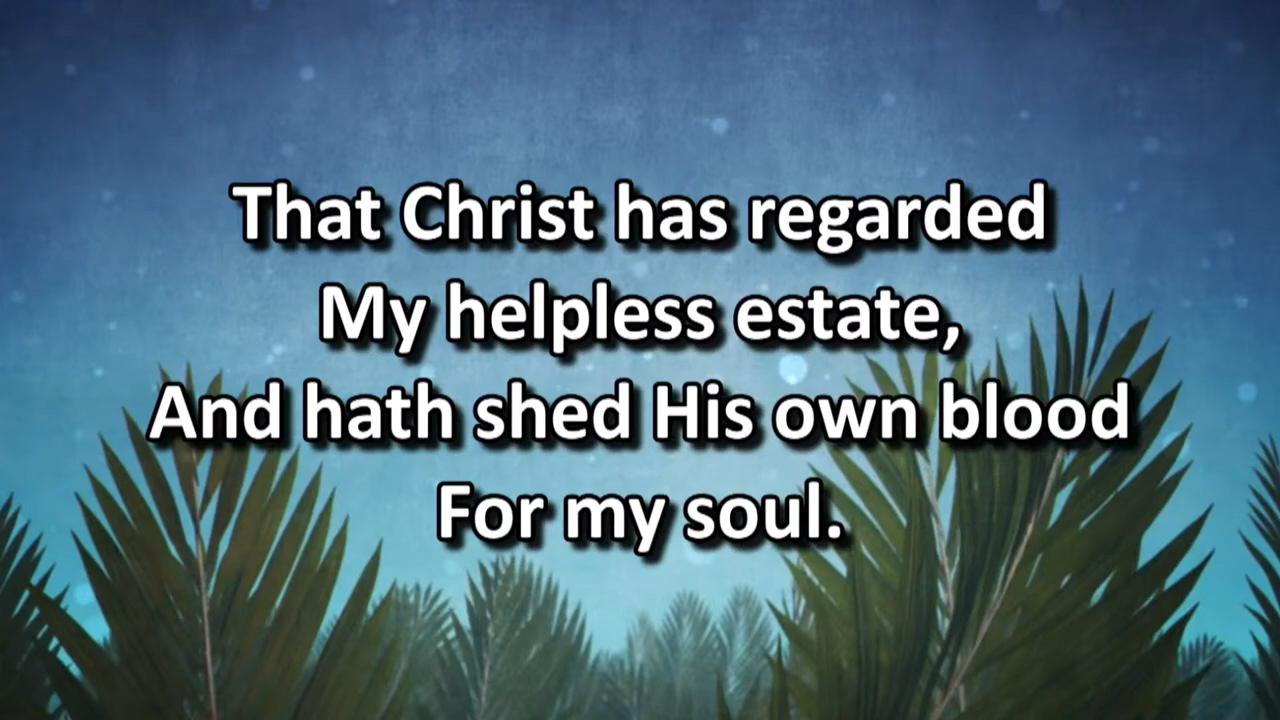 That Christ has regarded
My helpless estate,
And hath shed His own blood
For my soul.